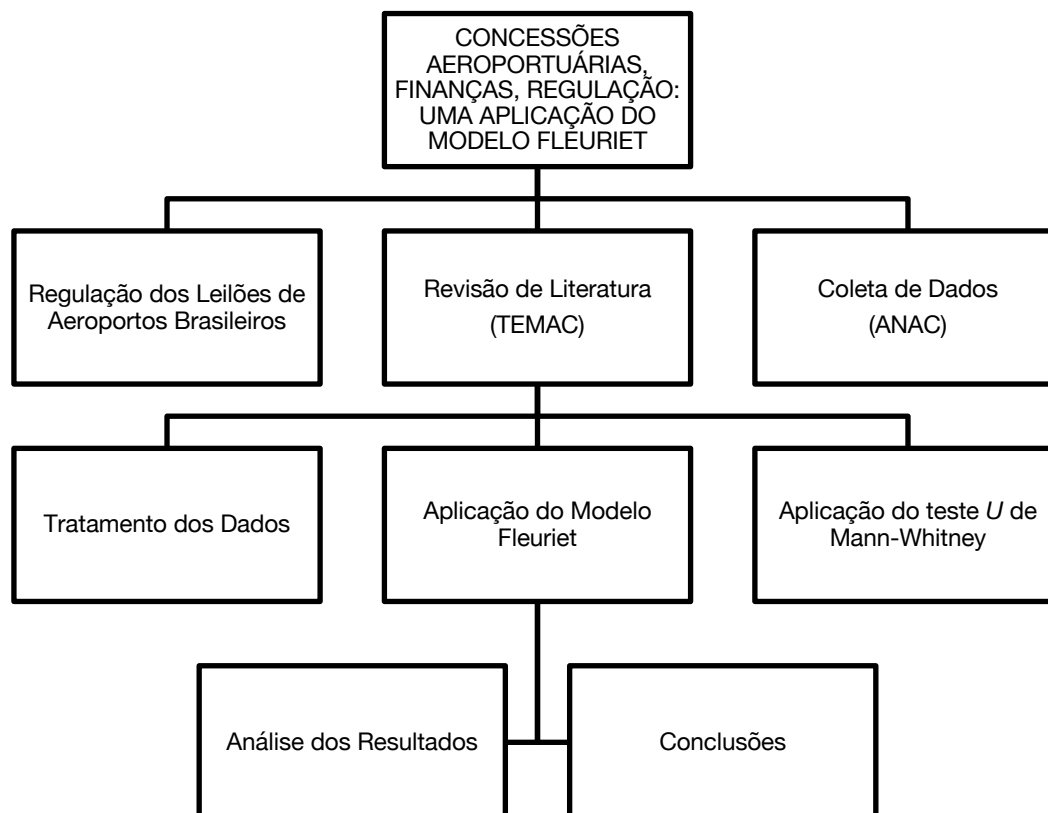 CONCESSÕES
AEROPORTUÁRIAS,
FINANÇAS, REGULAÇÃO:
UMA APLICAÇÃO DO
MODELO FLEURIET
Regulação dos Leilões de
Aeroportos Brasileiros
Revisão de Literatura
(TEMAC)
Coleta de Dados
(ANAC)
Tratamento dos Dados
Aplicação do Modelo
Fleuriet
Aplicação do teste U de
Mann-Whitney
Análise dos Resultados
Conclusões